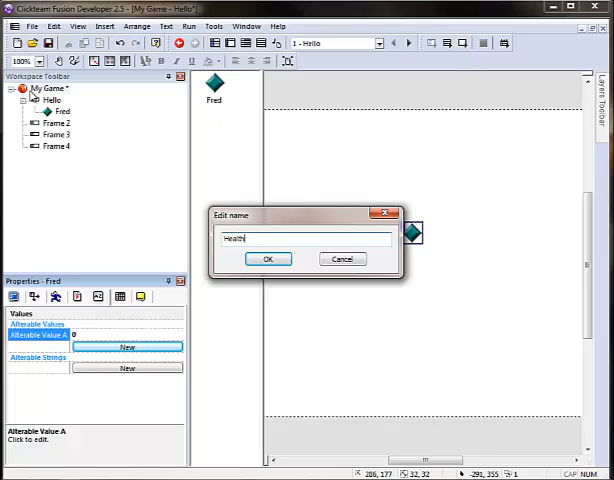 Clickteam Fusion Developer 2.5 - [My Game - Hello*]
File Edit Insert Arrange Text Run Tools Window Help
1 - Hello
100%
Workspace Toolbar
My Game *
Hello
Fred
Frame 2
Frame 3
Frame 4
Fred
Layers Toolbar
Edit name
Health
OK Cancel
Properties - Fred
Values
Alterable Values
Alterable Value A 0
New
Alterable Strings
New
Alterable Value A
Click to edit.
286, 177 32, 32 -291, 355 1 CAP NUM